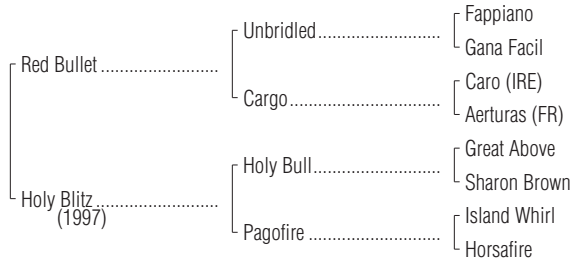 Fappiano
Unbridled
Gana Facil
Red Bullet
Caro (IRE)
Cargo
Aerturas (FR)
Great Above
Holy Bull
Sharon Brown
Holy Blitz
(1997)
Island Whirl
Pagofire
Horsafire